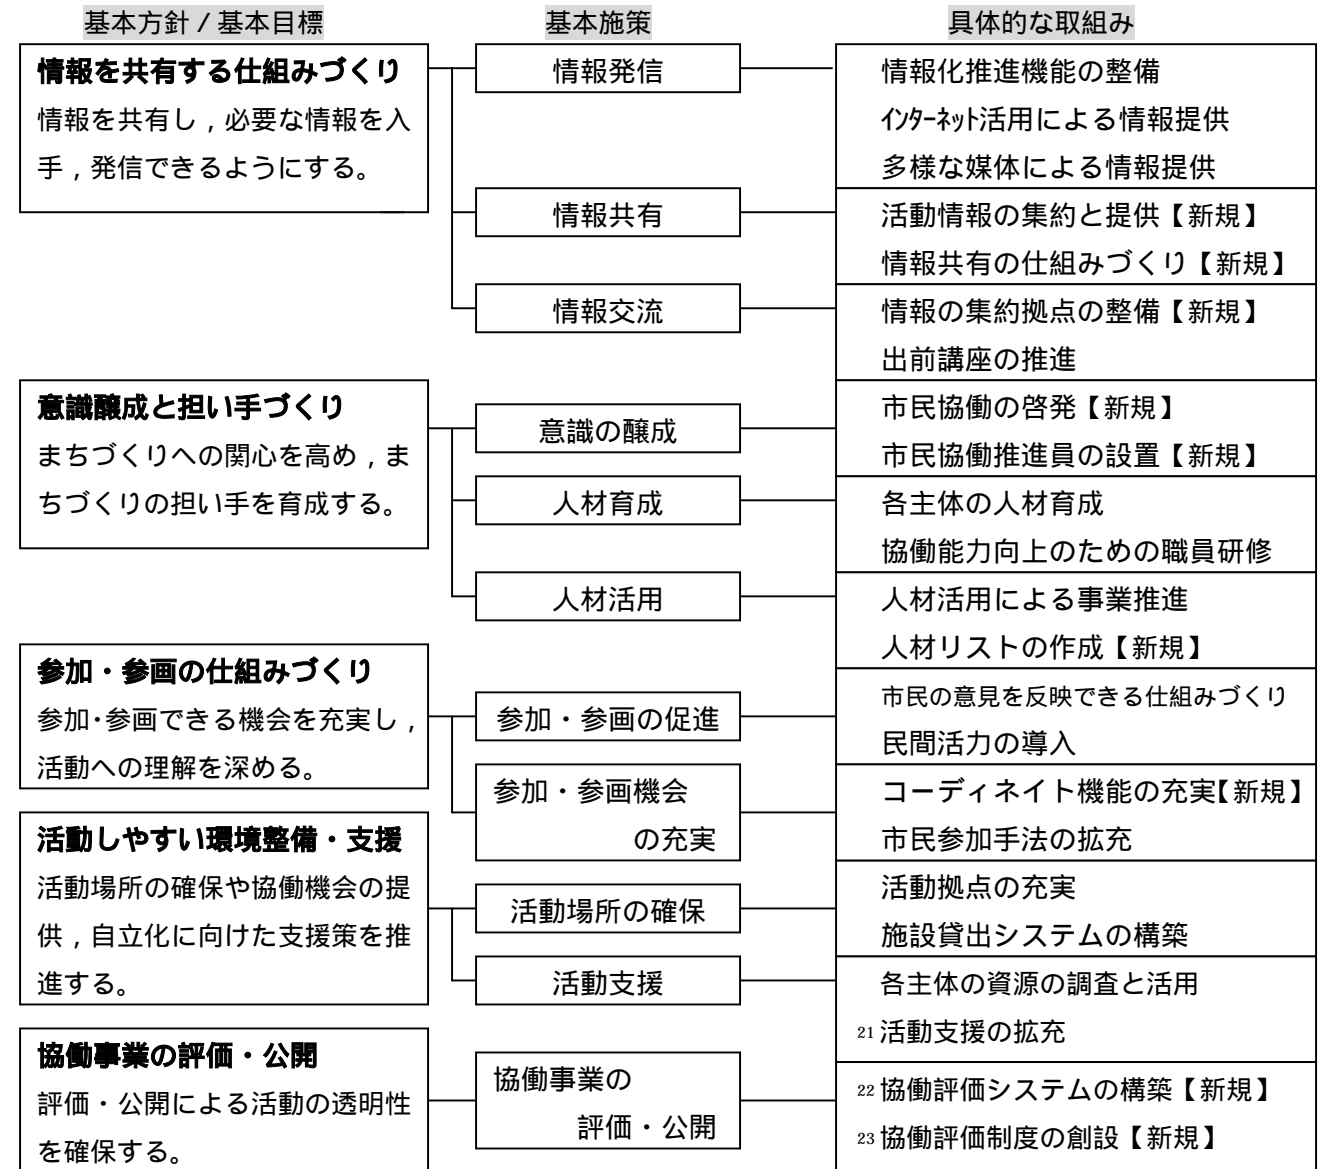 基本方針 / 基本目標
基本施策
具体的な取組み
情報を共有する仕組みづくり
情報を共有し，必要な情報を入
手，発信できるようにする。
情報発信
情報化推進機能の整備
インターネット活用による情報提供
多様な媒体による情報提供
情報共有
活動情報の集約と提供【新規】
情報共有の仕組みづくり【新規】
情報交流
情報の集約拠点の整備【新規】
出前講座の推進
意識醸成と担い手づくり
まちづくりへの関心を高め，ま
ちづくりの担い手を育成する。
意識の醸成
市民協働の啓発【新規】
市民協働推進員の設置【新規】
人材育成
各主体の人材育成
協働能力向上のための職員研修
人材活用
人材活用による事業推進
人材リストの作成【新規】
参加・参画の仕組みづくり
参加・参画できる機会を充実し，
活動への理解を深める。
参加・参画の促進
市民の意見を反映できる仕組みづくり
民間活力の導入
参加・参画機会
の充実
コーディネイト機能の充実【新規】
市民参加手法の拡充
活動しやすい環境整備・支援
活動場所の確保や協働機会の提
供，自立化に向けた支援策を推
進する。
活動場所の確保
活動拠点の充実
施設貸出システムの構築
活動支援
各主体の資源の調査と活用
21 活動支援の拡充
協働事業の評価・公開
評価・公開による活動の透明性
を確保する。
協働事業の
評価・公開
22 協働評価システムの構築【新規】
23 協働評価制度の創設【新規】